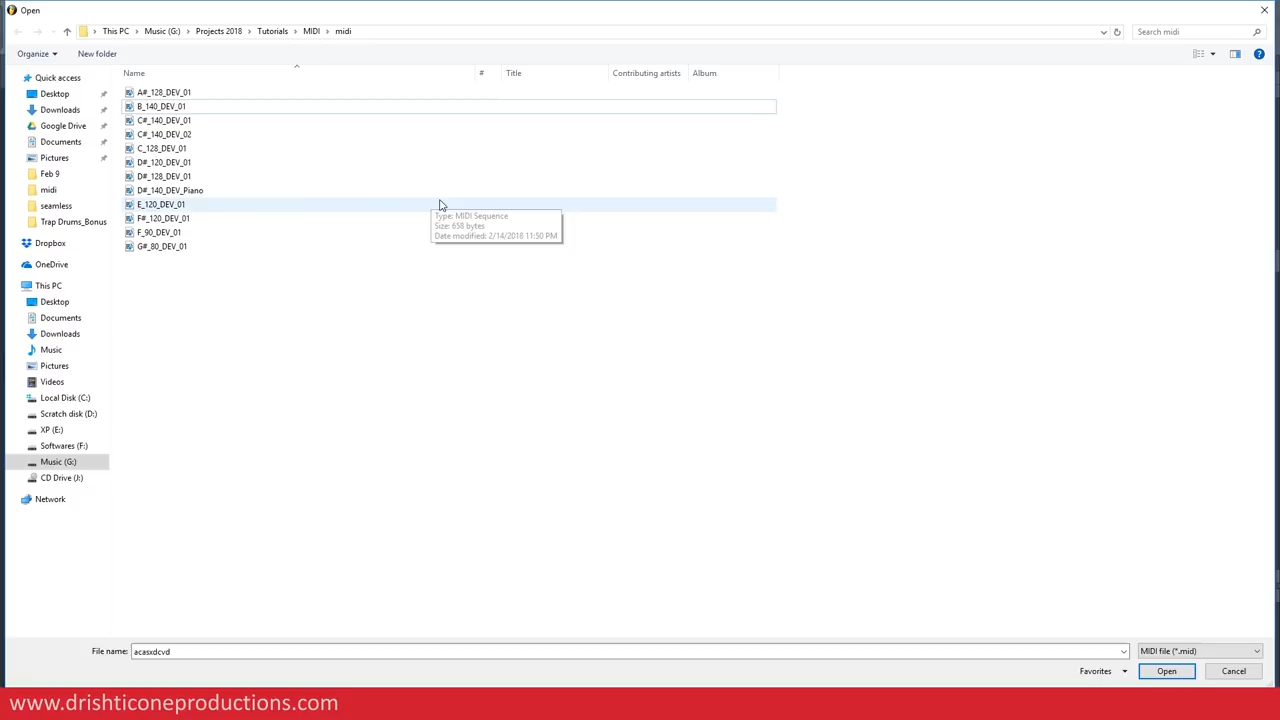 Open
This PC > Music (G:) > Projects 2018 > Tutorials > MIDI > midi
Search midi
Organize
New folder
Name
#
Title
Contributing artists
Album
Quick access
Desktop
Downloads
Google Drive
Documents
Pictures
Feb 9
midi
seamless
Trap Drums_Bonus
Dropbox
OneDrive
This PC
Desktop
Documents
Downloads
Music
Pictures
Videos
Local Disk (C:)
Scratch disk (D:)
XP (E:)
Softwares (F:)
Music (G:)
CD Drive (J:)
Network
A#_128_DEV_01
B_140_DEV_01
C#_140_DEV_01
C#_140_DEV_02
C_128_DEV_01
D#_120_DEV_01
D#_128_DEV_01
D#_140_DEV_Piano
E_120_DEV_01
F#_120_DEV_01
F_90_DEV_01
G#_80_DEV_01
Type: MIDI Sequence
Size: 658 bytes
Date modified: 2/14/2018 11:50 PM
File name: acasxdcvd
MIDI file (*.mid)
Favorites
Open
Cancel
www.drishticoneproductions.com